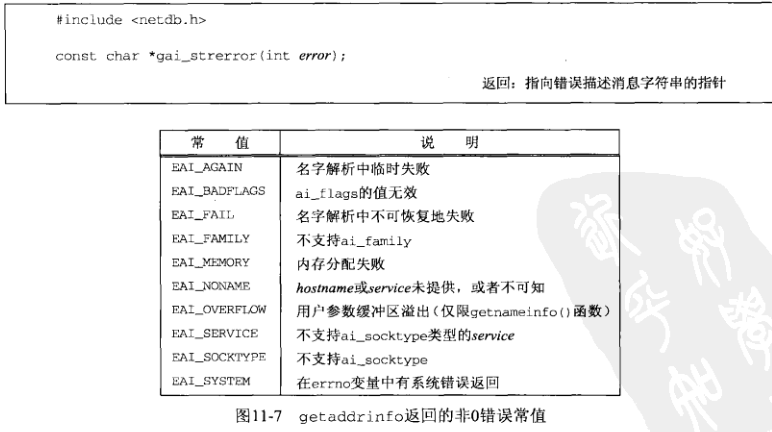 #include <netdb.h>
const char *gai_strerror(int error);
返回：指向错误描述消息字符串的指针
常 值 说 明
EAI_AGAIN 名字解析中临时失败
EAI_BADFLAGS ai_flags的值无效
EAI_FAIL 名字解析中不可恢复地失败
EAI_FAMILY 不支持ai_family
EAI_MEMORY 内存分配失败
EAI_NONAME hostname或service未提供，或者不可知
EAI_OVERFLOW 用户参数缓冲区溢出（仅限getnameinfo()函数）
EAI_SERVICE 不支持ai_socktype类型的service
EAI_SOCKTYPE 不支持ai_socktype
EAI_SYSTEM 在errno变量中有系统错误返回
图11-7 getaddrinfo返回的非0错误常值